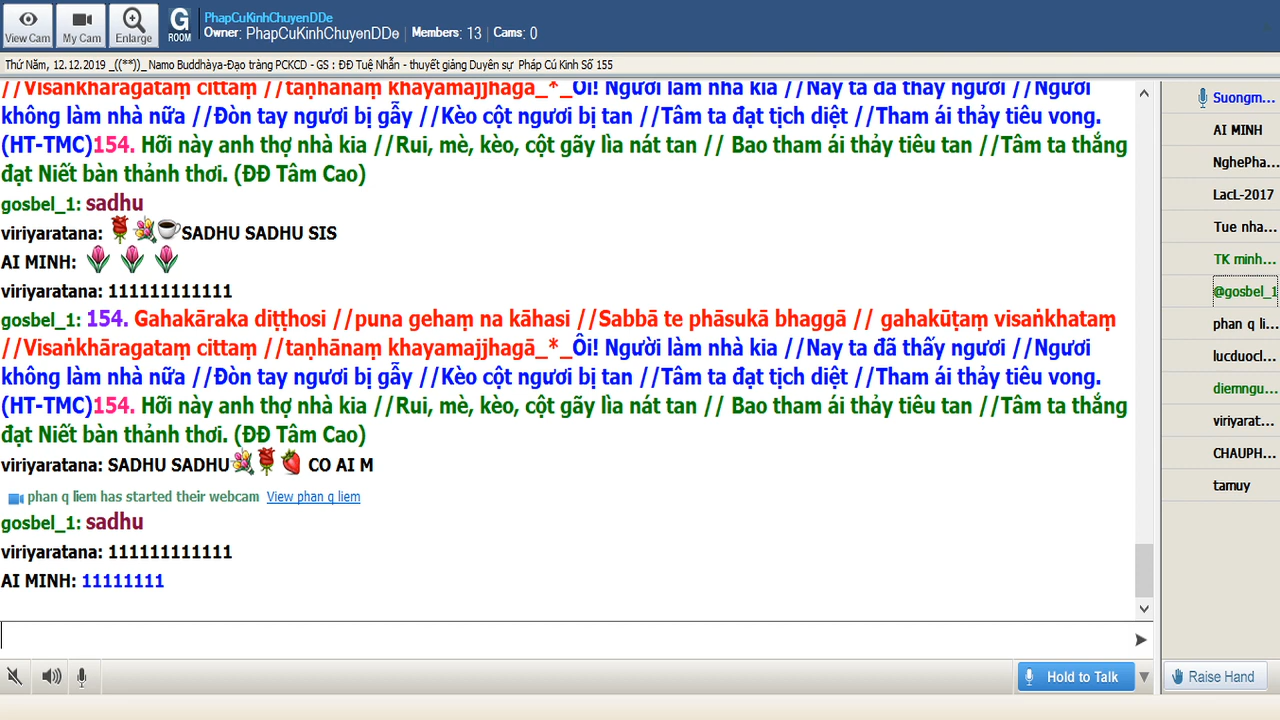 PhapCuKinhChuyenDDe
View Cam
My Cam
Enlarge
G
ROOM
Owner: PhapCuKinhChuyenDDe | Members: 13 | Cams: 0
Thứ Năm, 12.12.2019 _((**))_ Namo Buddhàya-Đạo tràng PCKCD - GS : ĐĐ Tuệ Nhẫn - thuyết giảng Duyên sự Pháp Cú Kinh Số 155
//Visaṅkhāragataṃ cittaṃ //taṇhānaṃ khayamajjhagā_*_Ôi! Người làm nhà kia //Nay ta đã thấy ngươi //Ngươi
không làm nhà nữa //Đòn tay ngươi bị gẫy //Kèo cột ngươi bị tan //Tâm ta đạt tịch diệt //Tham ái thảy tiêu vong.
(HT-TMC)154. Hỡi này anh thợ nhà kia //Rui, mè, kèo, cột gãy lìa nát tan // Bao tham ái thảy tiêu tan //Tâm ta thắng
đạt Niết bàn thảnh thơi. (ĐĐ Tâm Cao)
gosbel_1: sadhu
viriyaratana: SADHU SADHU SIS
AI MINH:
viriyaratana: 111111111111
gosbel_1: 154. Gahakāraka diṭṭhosi //puna gehaṃ na kāhasi //Sabbā te phāsukā bhaggā // gahakūṭaṃ visaṅkhataṃ
//Visaṅkhāragataṃ cittaṃ //taṇhānaṃ khayamajjhagā_*_Ôi! Người làm nhà kia //Nay ta đã thấy ngươi //Ngươi
không làm nhà nữa //Đòn tay ngươi bị gẫy //Kèo cột ngươi bị tan //Tâm ta đạt tịch diệt //Tham ái thảy tiêu vong.
(HT-TMC)154. Hỡi này anh thợ nhà kia //Rui, mè, kèo, cột gãy lìa nát tan // Bao tham ái thảy tiêu tan //Tâm ta thắng
đạt Niết bàn thảnh thơi. (ĐĐ Tâm Cao)
viriyaratana: SADHU SADHU CO AI M
phan q liem has started their webcam View phan q liem
gosbel_1: sadhu
viriyaratana: 111111111111
AI MINH: 11111111
Hold to Talk
Suongm...
AI MINH
NghePha...
LacL-2017
Tue nha...
TK minh...
@gosbel_1
phan q li...
lucduocl...
diemngu...
viriyarat...
CHAUPH...
tamuy
Raise Hand